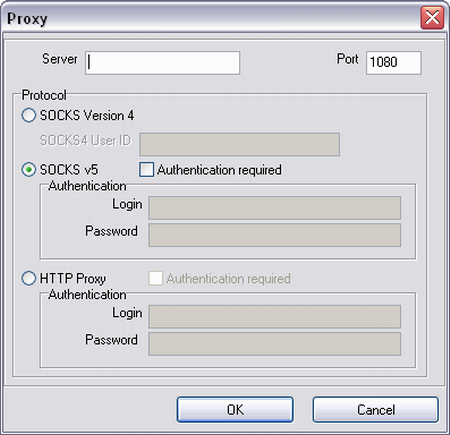 Proxy
Server Port 1080
Protocol
SOCKS Version 4
SOCKS4 User ID
SOCKS v5 Authentication required
Authentication
Login
Password
HTTP Proxy Authentication required
Authentication
Login
Password
OK Cancel